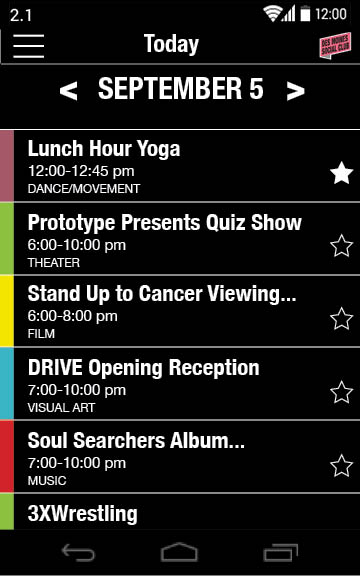 2.1
12:00
Today
DES MOINES
SOCIAL CLUB
< SEPTEMBER 5 >
Lunch Hour Yoga
12:00-12:45 pm
DANCE/MOVEMENT
Prototype Presents Quiz Show
6:00-10:00 pm
THEATER
Stand Up to Cancer Viewing...
6:00-8:00 pm
FILM
DRIVE Opening Reception
7:00-10:00 pm
VISUAL ART
Soul Searchers Album...
7:00-10:00 pm
MUSIC
3XWrestling